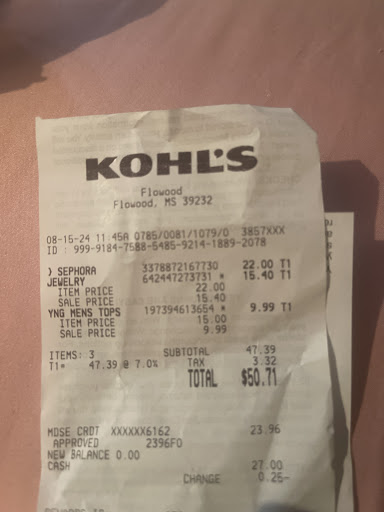 KOHL'S
Flowood
Flowood, MS 39232
08-15-24 11:45A 0785/0081/1079/0 3857XXX
ID : 999-9184-7588-5485-9214-1889-2078
) SEPHORA 3378872167730 22.00 T1
JEWELRY 642447273731 * 15.40 T1
ITEM PRICE 22.00
SALE PRICE 15.40
YNG MENS TOPS 197394613654 * 9.99 T1
ITEM PRICE 15.00
SALE PRICE 9.99
ITEMS: 3 SUBTOTAL 47.39
T1= 47.39 @ 7.0% TAX 3.32
TOTAL $50.71
MDSE CRDT XXXXXX6162 23.96
APPROVED 2396F0
NEW BALANCE 0.00
CASH 27.00
CHANGE 0.25-